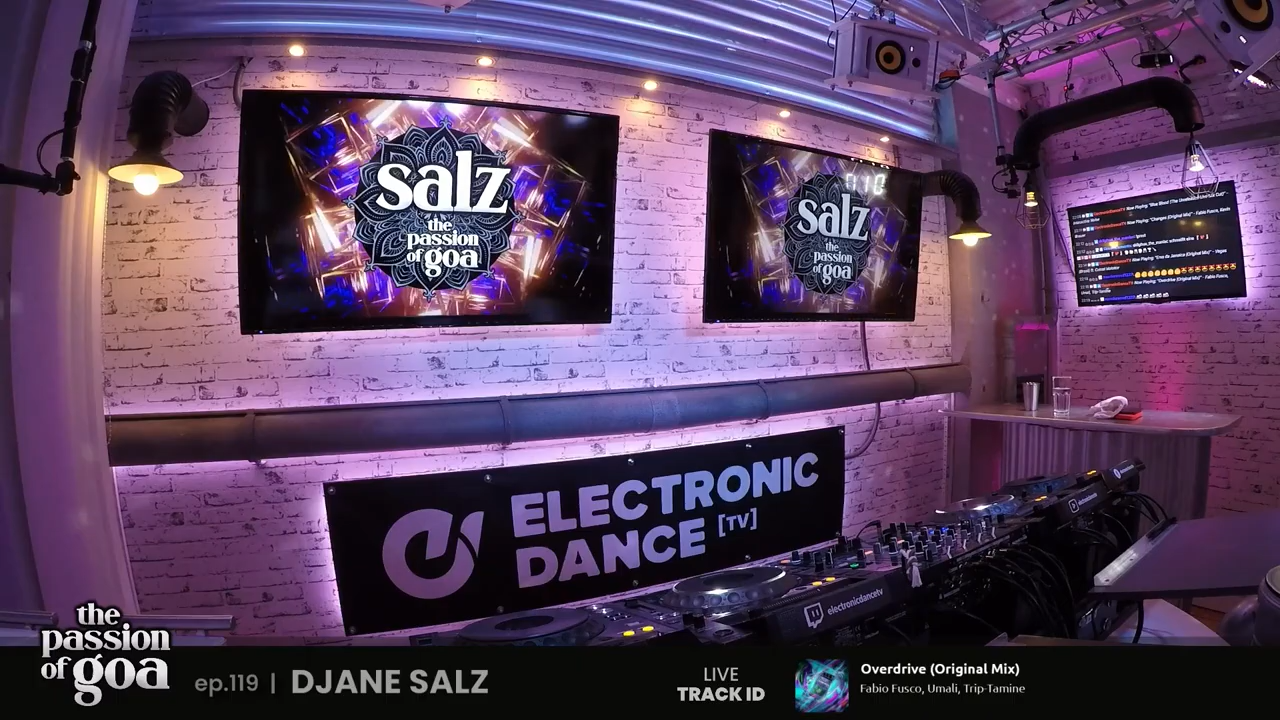 salz
the
passion
of goa
salz
the
passion
of goa
ELECTRONIC
DANCE [TV]
electronicdancetv
the
passion
of goa
ep.119 | DJANE SALZ
LIVE
TRACK ID
Overdrive (Original Mix)
Fabio Fusco, Umali, Trip-Tamine